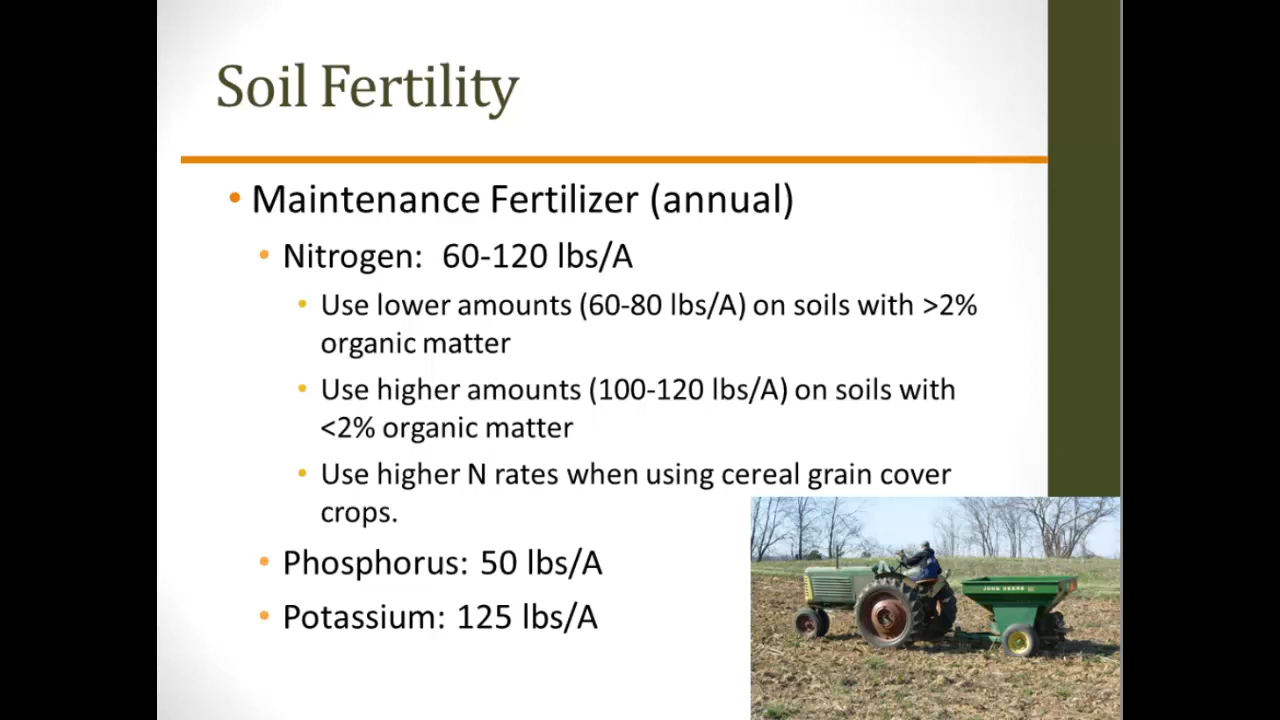 Soil Fertility
• Maintenance Fertilizer (annual)
• Nitrogen:  60-120 lbs/A
• Use lower amounts (60-80 lbs/A) on soils with >2%
organic matter
• Use higher amounts (100-120 lbs/A) on soils with
<2% organic matter
• Use higher N rates when using cereal grain cover
crops.
• Phosphorus: 50 lbs/A
• Potassium: 125 lbs/A
JOHN DEERE